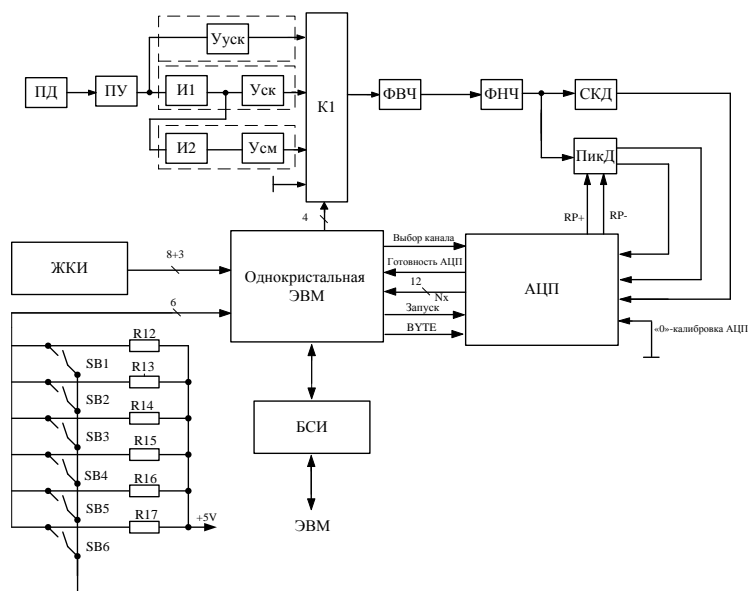 Ууск
ПД
ПУ
И1
Уск
К1
ФВЧ
ФНЧ
СКД
И2
Усм
ПикД
4
RP+
RP-
ЖКИ
8+3
Однокристальная
ЭВМ
Выбор канала
Готовность АЦП
12
Nx
Запуск
BYTE
АЦП
6
«0»-калибровка АЦП
R12
SB1
R13
SB2
R14
SB3
R15
SB4
R16
SB5
R17
+5V
SB6
БСИ
ЭВМ